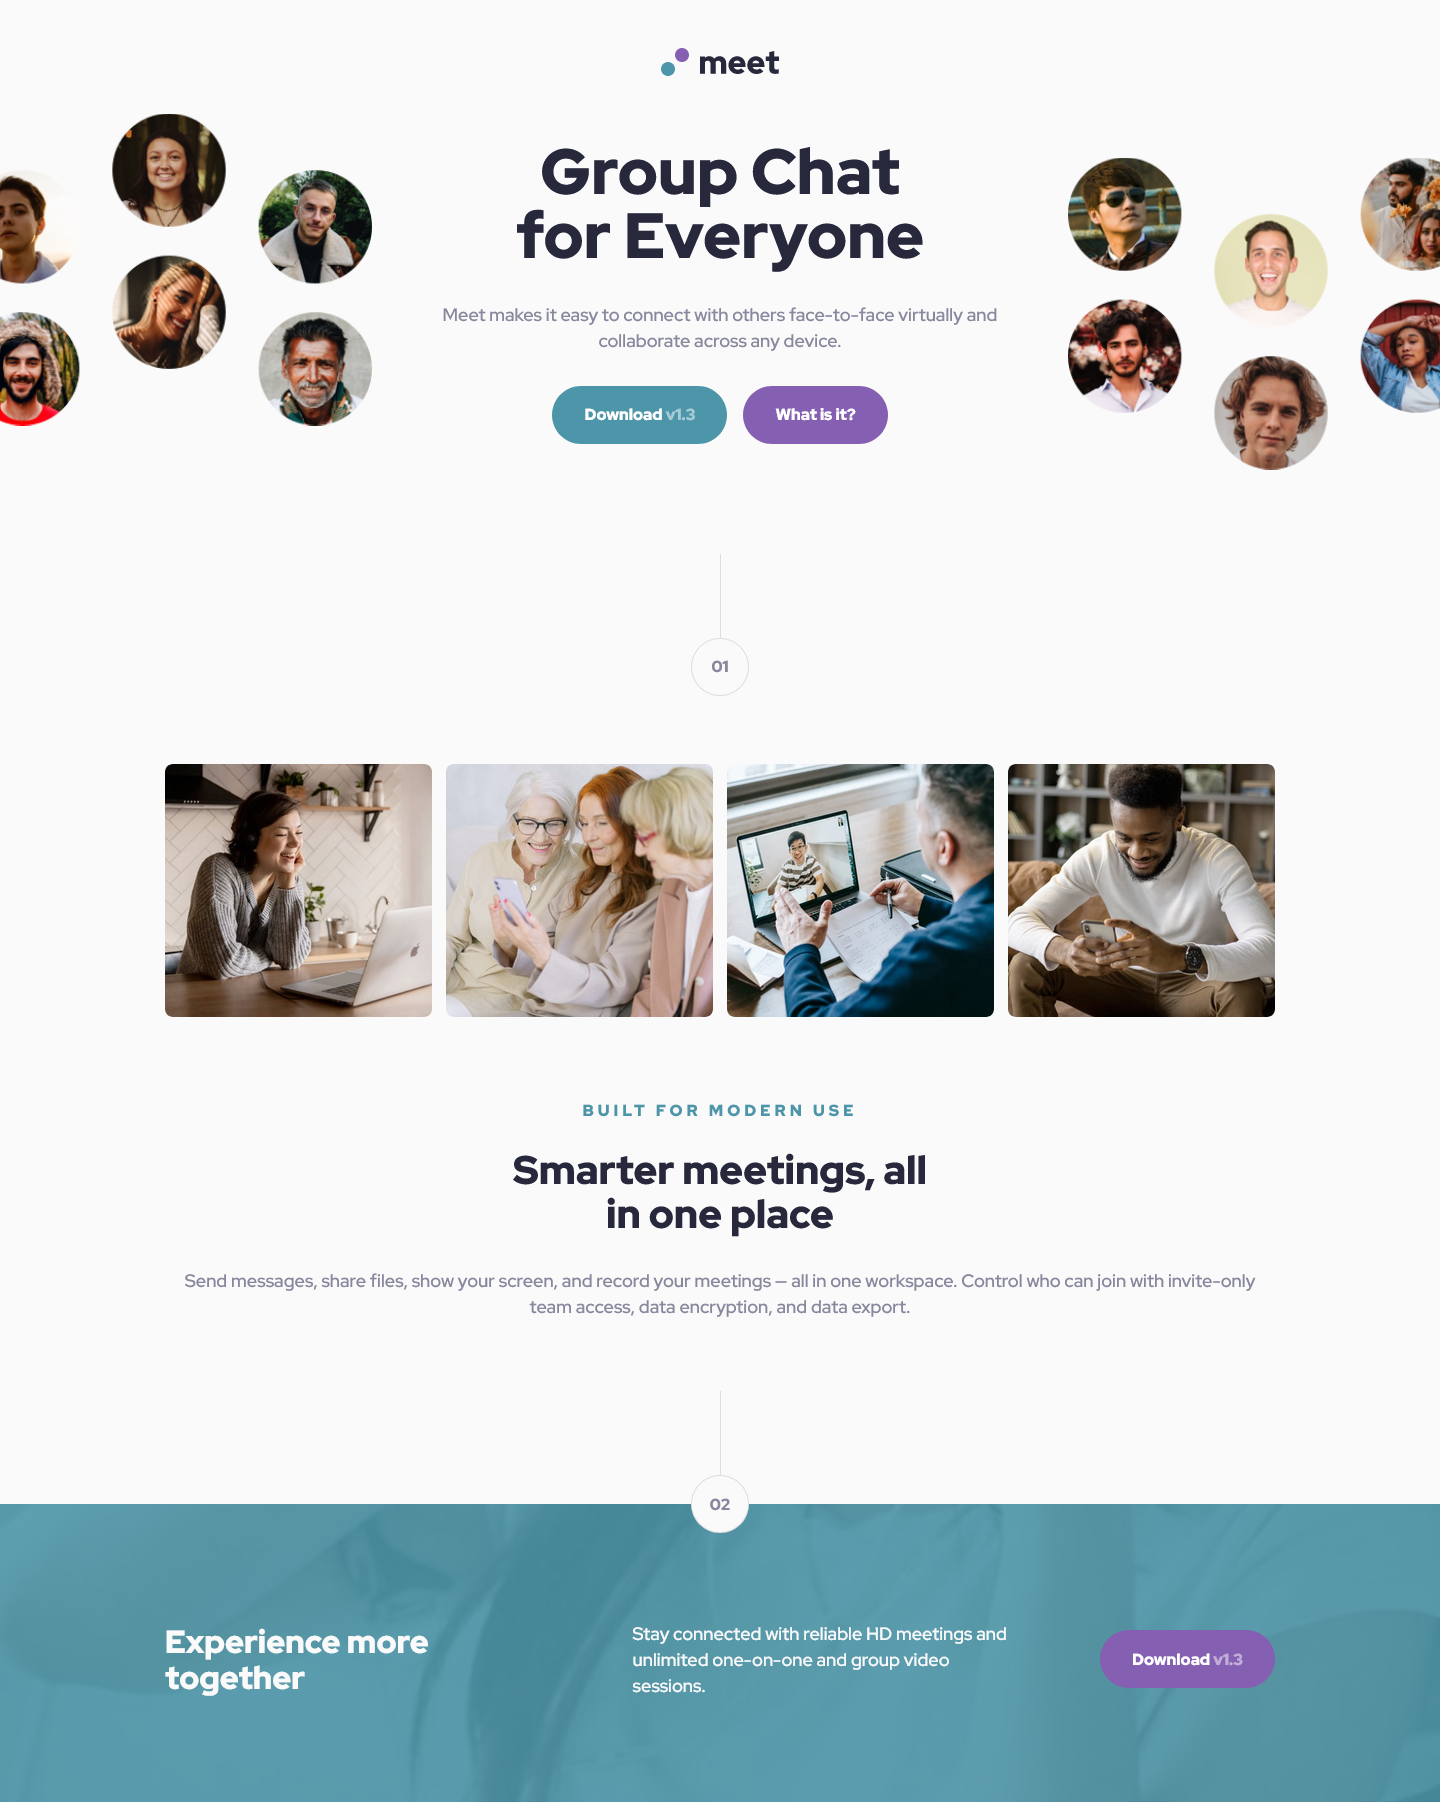 meet
Group Chat
for Everyone
Meet makes it easy to connect with others face-to-face virtually and
collaborate across any device.
Download v1.3
What is it?
01
BUILT FOR MODERN USE
Smarter meetings, all
in one place
Send messages, share files, show your screen, and record your meetings — all in one workspace. Control who can join with invite-only
team access, data encryption, and data export.
02
Experience more
together
Stay connected with reliable HD meetings and
unlimited one-on-one and group video
sessions.
Download v1.3